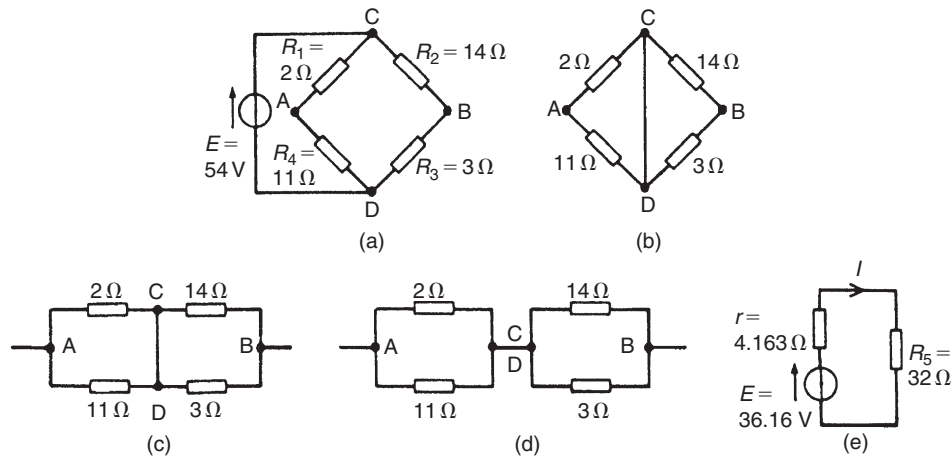 C
R₁ =
2 Ω
R₂ = 14 Ω
A
B
E =
54 V
R₄ =
11 Ω
R₃ = 3 Ω
D
(a)
C
2 Ω
14 Ω
A
B
11 Ω
3 Ω
D
(b)
2 Ω
C
14 Ω
A
B
11 Ω
D
3 Ω
(c)
2 Ω
14 Ω
A
C
D
B
11 Ω
3 Ω
(d)
I
r =
4.163 Ω
R₅ =
32 Ω
E =
36.16 V
(e)